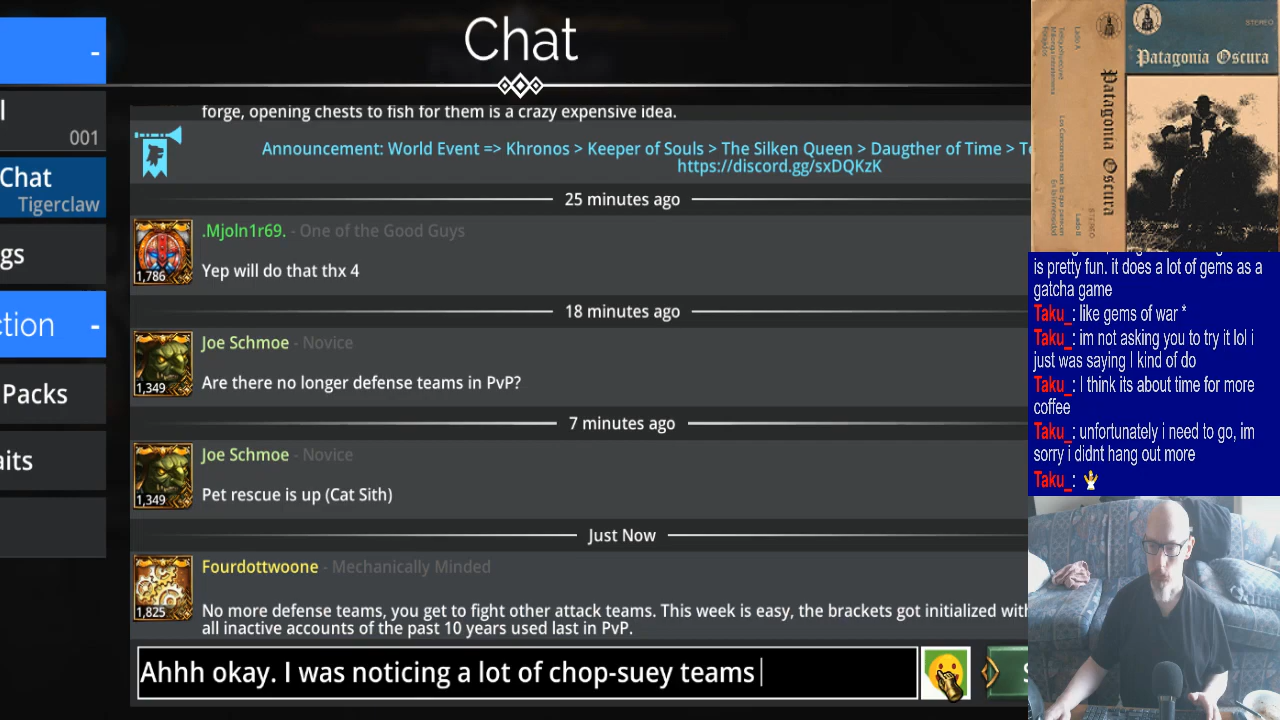 Chat
-
l
001
Chat
Tigerclaw
gs
ction -
Packs
aits
forge, opening chests to fish for them is a crazy expensive idea.
Announcement: World Event => Khronos > Keeper of Souls > The Silken Queen > Daugther of Time > T
https://discord.gg/sxDQKzK
25 minutes ago
1,786
.Mjoln1r69. - One of the Good Guys
Yep will do that thx 4
18 minutes ago
1,349
Joe Schmoe - Novice
Are there no longer defense teams in PvP?
7 minutes ago
1,349
Joe Schmoe - Novice
Pet rescue is up (Cat Sith)
Just Now
1,825
Fourdottwoone - Mechanically Minded
No more defense teams, you get to fight other attack teams. This week is easy, the brackets got initialized with
all inactive accounts of the past 10 years used last in PvP.
Ahhh okay. I was noticing a lot of chop-suey teams
S
Lado A
Patagonia Oscura
STEREO
Lado B
STEREO
Patagonia Oscura
is pretty fun. it does a lot of gems as a
gatcha game
Taku_: like gems of war *
Taku_: im not asking you to try it lol i
just was saying I kind of do
Taku_: I think its about time for more
coffee
Taku_: unfortunately i need to go, im
sorry i didnt hang out more
Taku_: